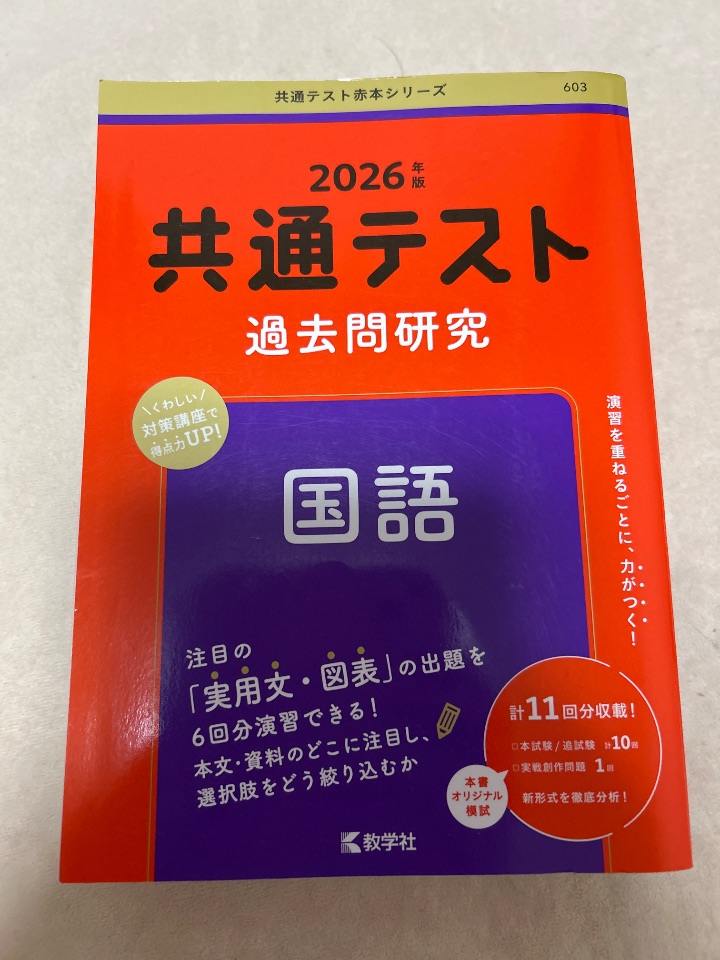 共通テスト赤本シリーズ
603
2026年版
共通テスト
過去問研究
くわしい
対策講座で
得点力UP!
国語
演習を重ねるごとに、力がつく!
注目の
「実用文・図表」の出題を
6回分演習できる!
本文・資料のどこに注目し、
選択肢をどう絞り込むか
計11回分収載!
本試験/追試験 計10回
実戦創作問題 1回
本書
オリジナル
模試
新形式を徹底分析!
教学社